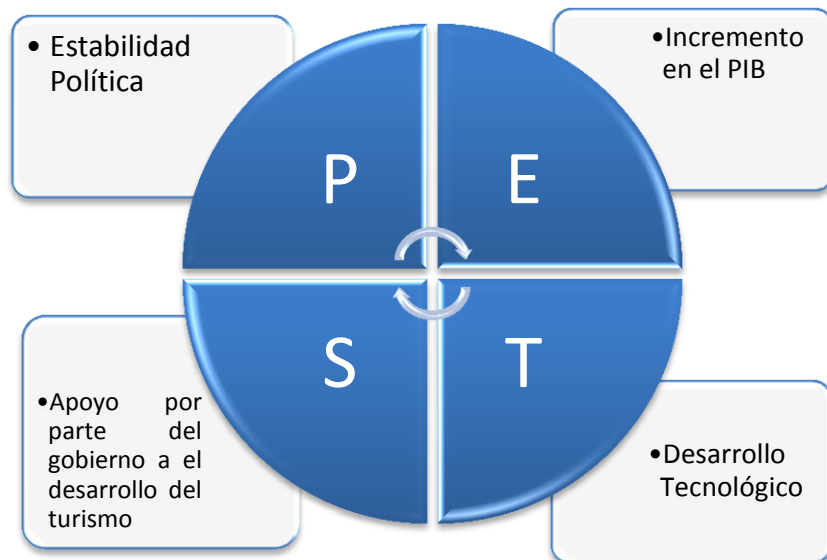 • Estabilidad
Política
•Incremento
en el PIB
P
E
S
T
•Apoyo por
parte del
gobierno a el
desarrollo del
turismo
•Desarrollo
Tecnológico